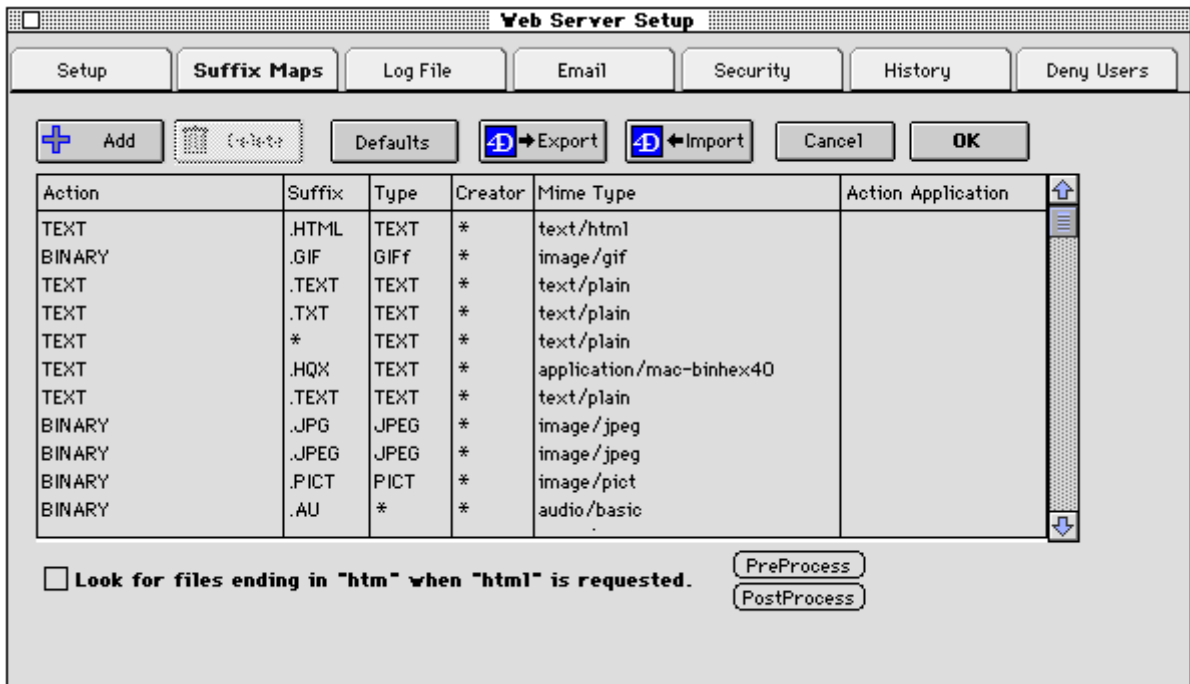 Web Server Setup
Setup Suffix Maps Log File Email Security History Deny Users
Add Delete Defaults 4D Export 4D Import Cancel OK
Action Suffix Type Creator Mime Type Action Application
TEXT .HTML TEXT * text/html
BINARY .GIF GIFf * image/gif
TEXT .TEXT TEXT * text/plain
TEXT .TXT TEXT * text/plain
TEXT * TEXT * text/plain
TEXT .HQX TEXT * application/mac-binhex40
TEXT .TEXT TEXT * text/plain
BINARY .JPG JPEG * image/jpeg
BINARY .JPEG JPEG * image/jpeg
BINARY .PICT PICT * image/pict
BINARY .AU * * audio/basic
Look for files ending in "htm" when "html" is requested.
PreProcess
PostProcess